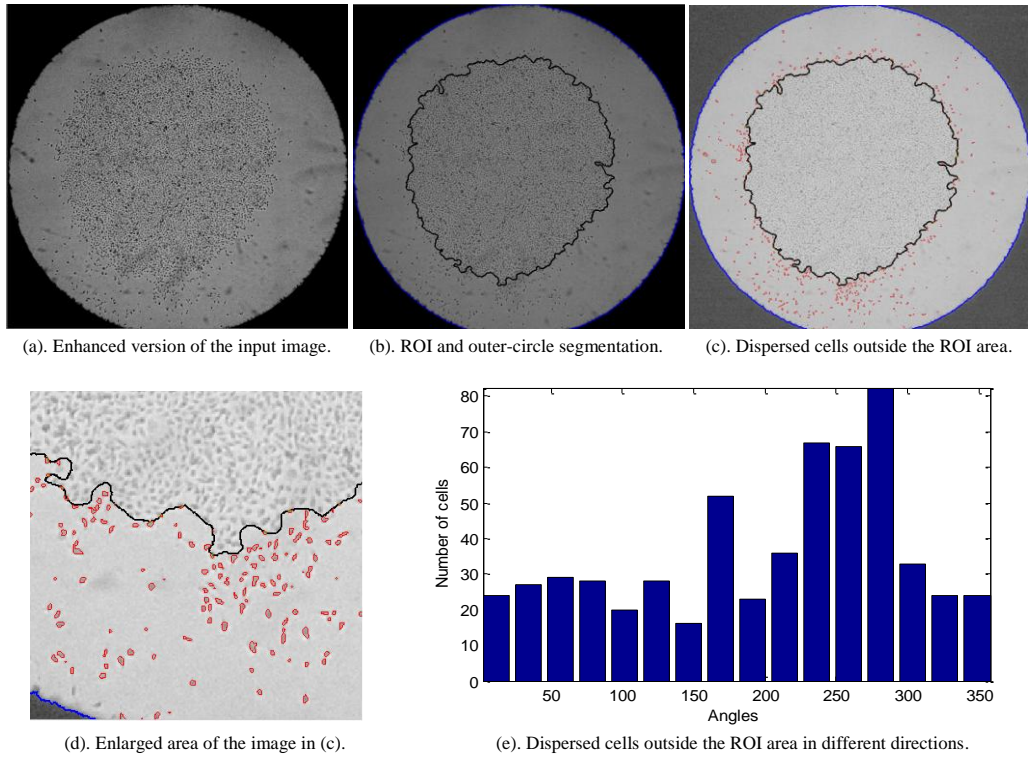 (a). Enhanced version of the input image.
(b). ROI and outer-circle segmentation.
(c). Dispersed cells outside the ROI area.
(d). Enlarged area of the image in (c).
80
70
60
50
40
30
20
10
0
Number of cells
50 100 150 200 250 300 350
Angles
(e). Dispersed cells outside the ROI area in different directions.